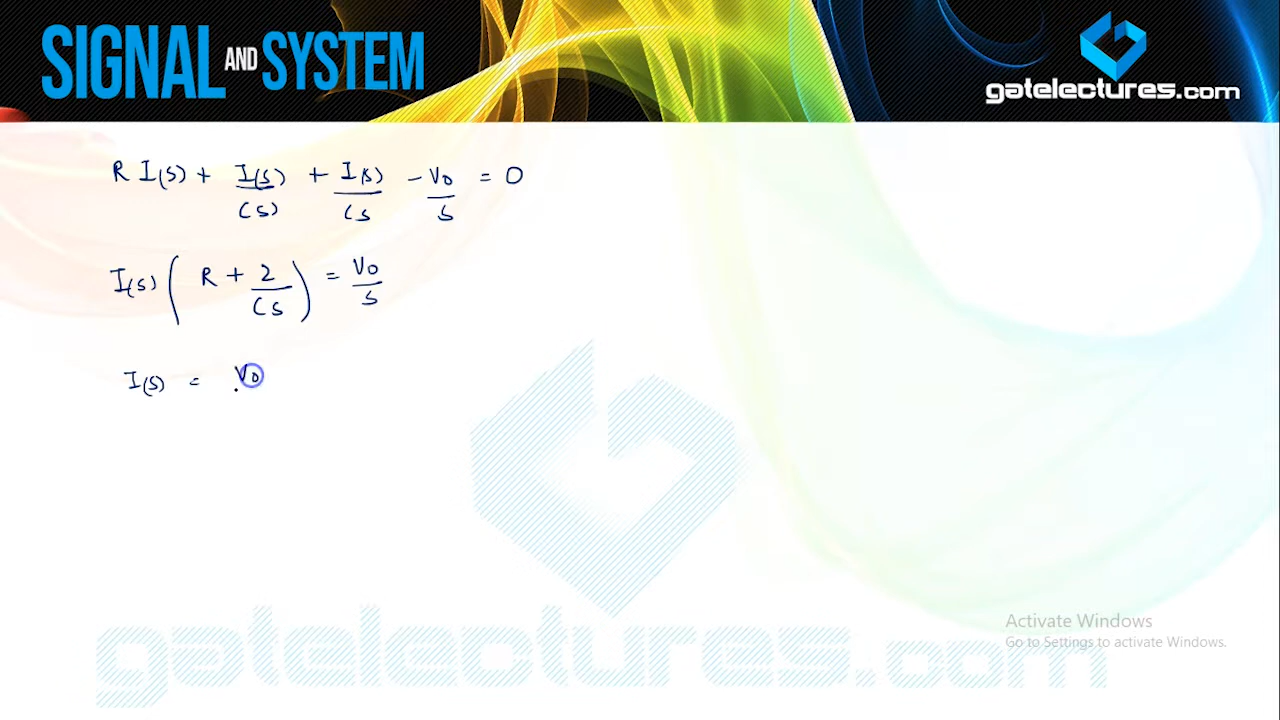 SIGNAL AND SYSTEM
gatelectures.com
R I(s) + I(s)/C(s) + I(s)/Cs - V0/s = 0
I(s) ( R + 2/Cs ) = V0/s
I(s) = V0
gatelectures.com
Activate Windows
Go to Settings to activate Windows.